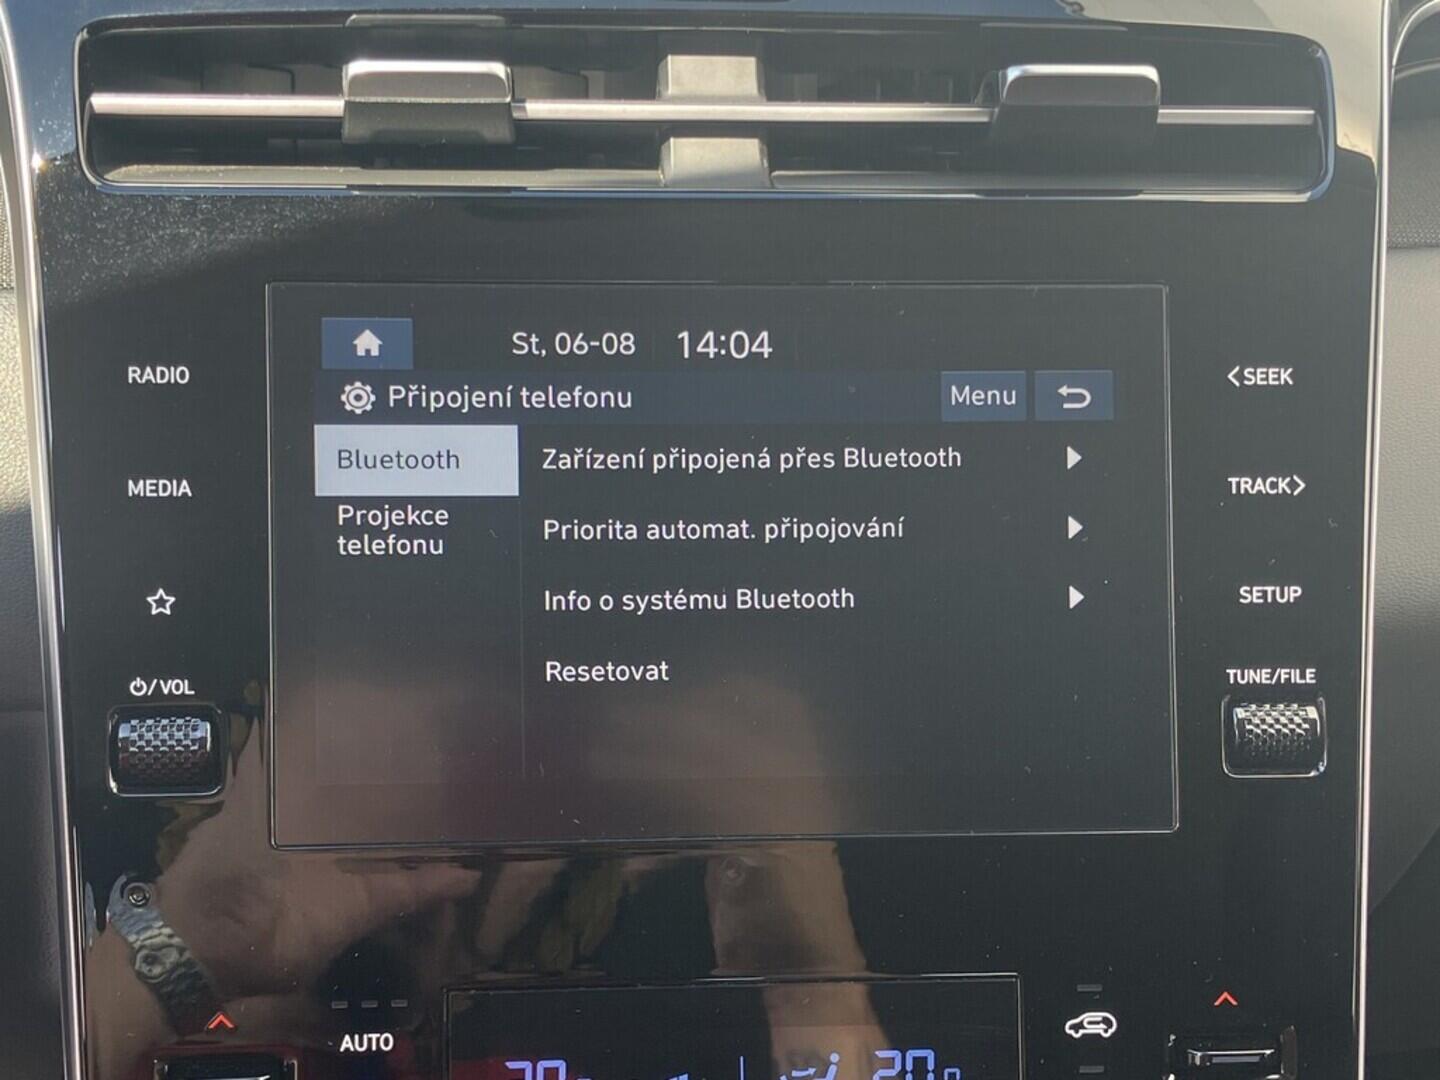 St, 06-08 14:04
RADIO
<SEEK
Připojení telefonu
Menu
Bluetooth
Zařízení připojená přes Bluetooth
MEDIA
TRACK>
Projekce
telefonu
Priorita automat. připojování
Info o systému Bluetooth
SETUP
Resetovat
/VOL
TUNE/FILE
AUTO